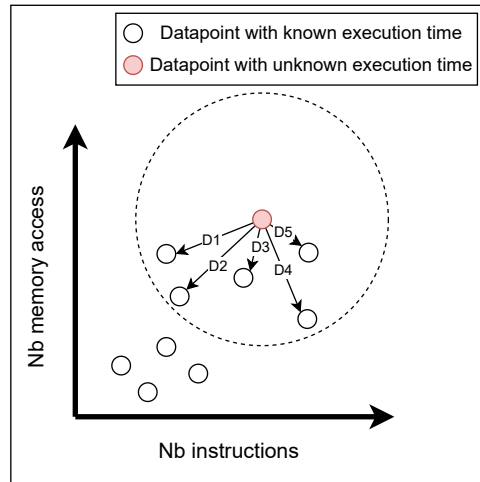 Datapoint with known execution time
Datapoint with unknown execution time
Nb memory access
D1
D2
D3
D4
D5
Nb instructions